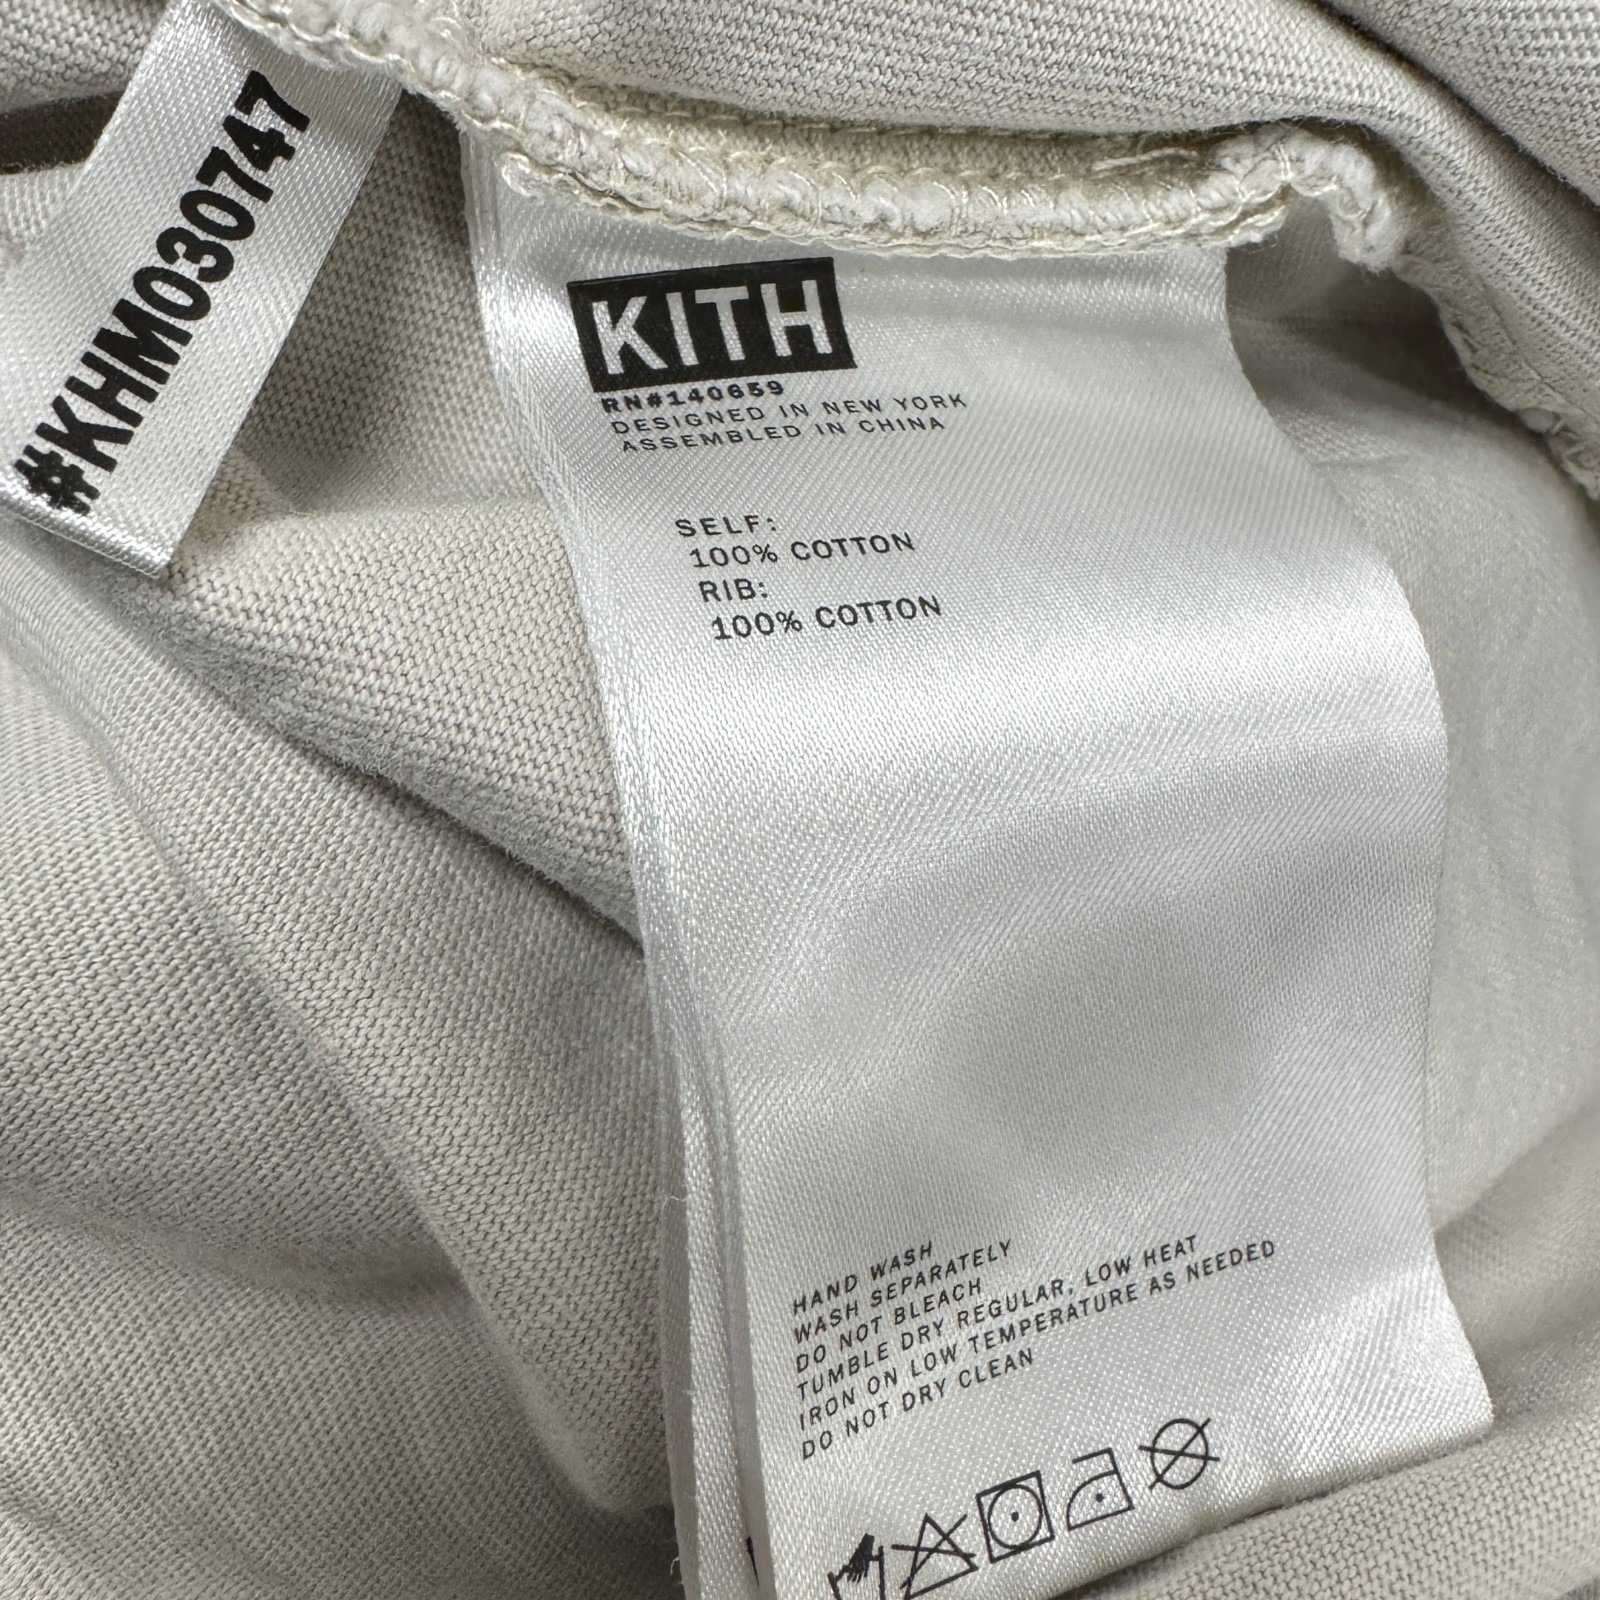 #KHM030747
KITH
RN#140659
DESIGNED IN NEW YORK
ASSEMBLED IN CHINA
SELF:
100% COTTON
RIB:
100% COTTON
HAND WASH
WASH SEPARATELY
DO NOT BLEACH
TUMBLE DRY REGULAR, LOW HEAT
IRON ON LOW TEMPERATURE AS NEEDED
DO NOT DRY CLEAN